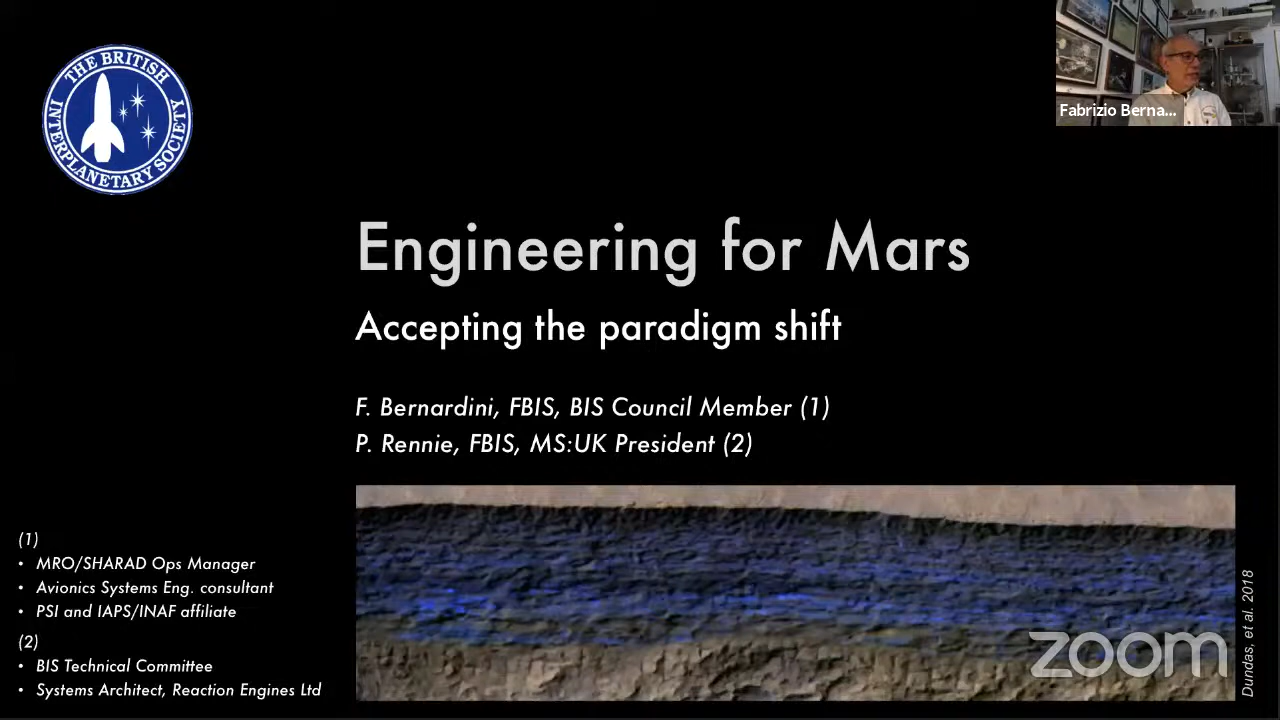 THE BRITISH
INTERPLANETARY SOCIETY
Fabrizio Berna...
Engineering for Mars
Accepting the paradigm shift
F. Bernardini, FBIS, BIS Council Member (1)
P. Rennie, FBIS, MS:UK President (2)
(1)
• MRO/SHARAD Ops Manager
• Avionics Systems Eng. consultant
• PSI and IAPS/INAF affiliate
(2)
• BIS Technical Committee
• Systems Architect, Reaction Engines Ltd
zoom
Dundas, et al. 2018